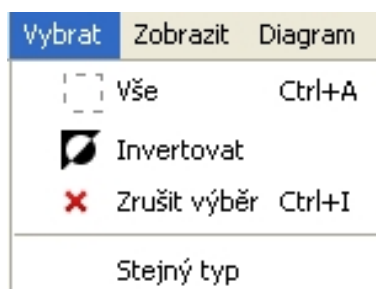 Vybrat Zobrazit Diagram
Vše Ctrl+A
Invertovat
Zrušit výběr Ctrl+I
Stejný typ